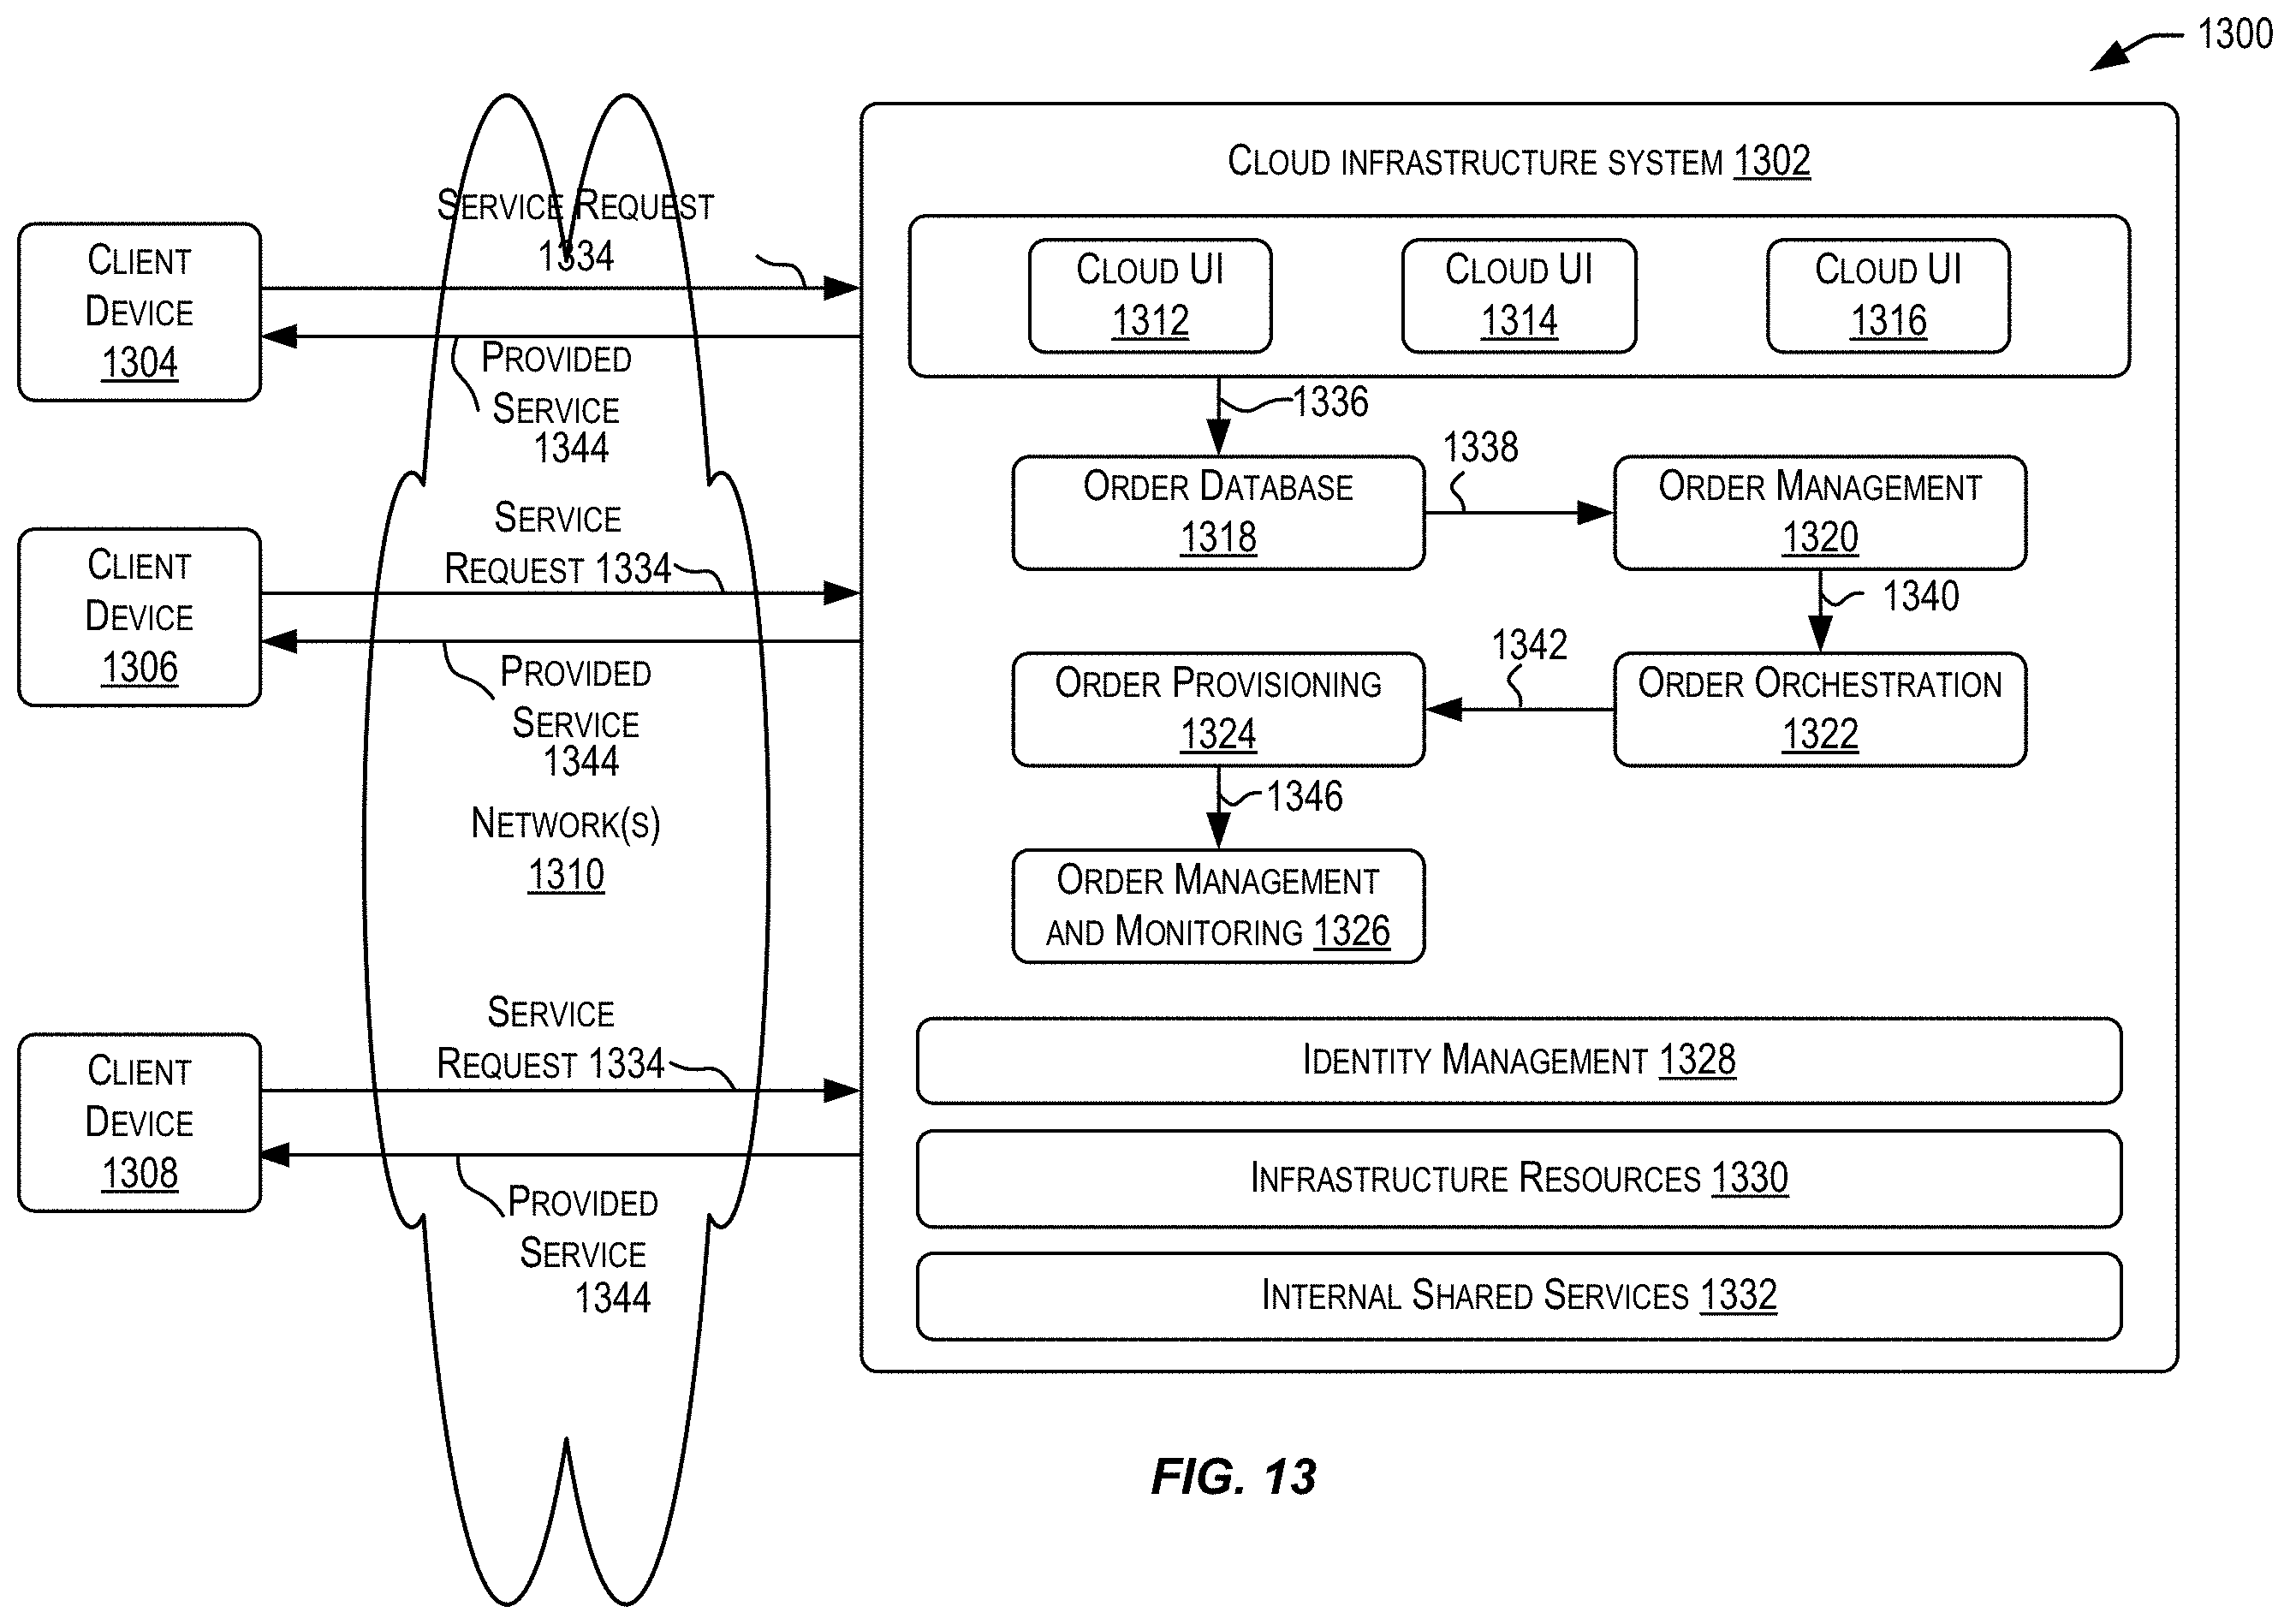 1300
Cloud infrastructure system 1302
Cloud UI
1312
Cloud UI
1314
Cloud UI
1316
Client
Device
1304
Service Request
1334
Provided
Service
1344
1336
Order Database
1318
1338
Order Management
1320
1340
Client
Device
1306
Service
Request 1334
Provided
Service
1344
Order Provisioning
1324
1342
Order Orchestration
1322
1346
Network(s)
1310
Order Management
and Monitoring 1326
Client
Device
1308
Service
Request 1334
Provided
Service
1344
Identity Management 1328
Infrastructure Resources 1330
Internal Shared Services 1332
FIG. 13